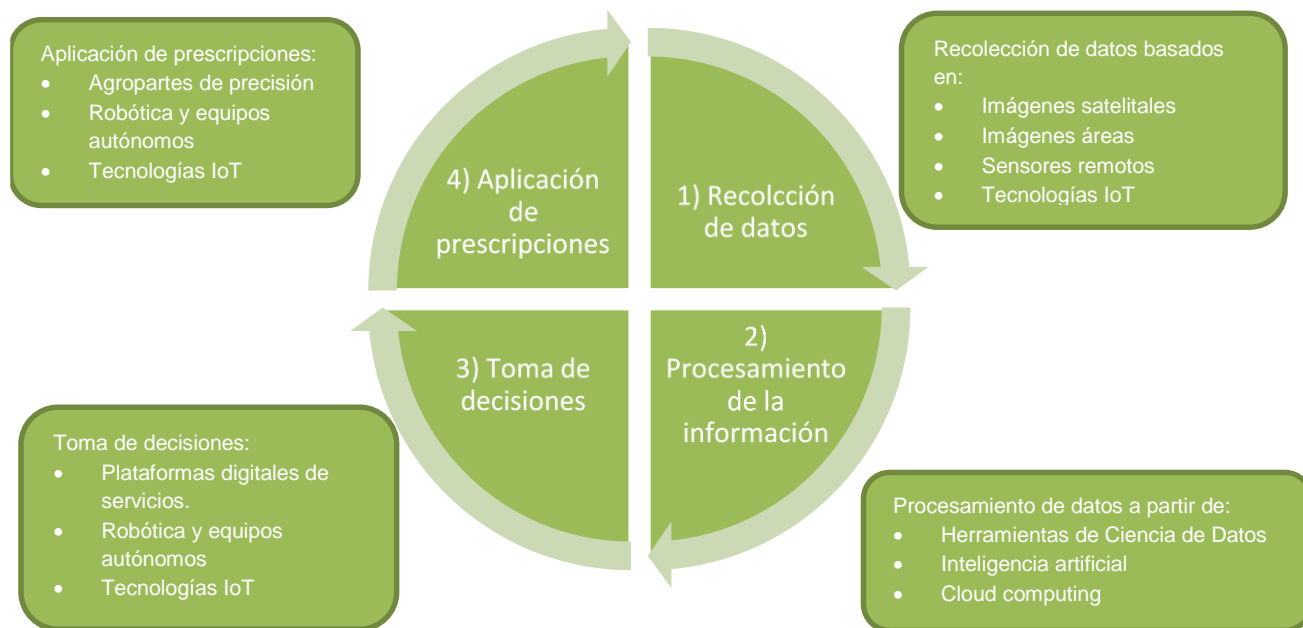 Aplicación de prescripciones:
• Agropartes de precisión
• Robótica y equipos
autónomos
• Tecnologías IoT
Recolección de datos basados
en:
• Imágenes satelitales
• Imágenes áreas
• Sensores remotos
• Tecnologías IoT
4) Aplicación
de
prescripciones
1) Recolcción
de datos
3) Toma de
decisiones
2)
Procesamiento
de la
información
Toma de decisiones:
• Plataformas digitales de
servicios.
• Robótica y equipos
autónomos
• Tecnologías IoT
Procesamiento de datos a partir de:
• Herramientas de Ciencia de Datos
• Inteligencia artificial
• Cloud computing